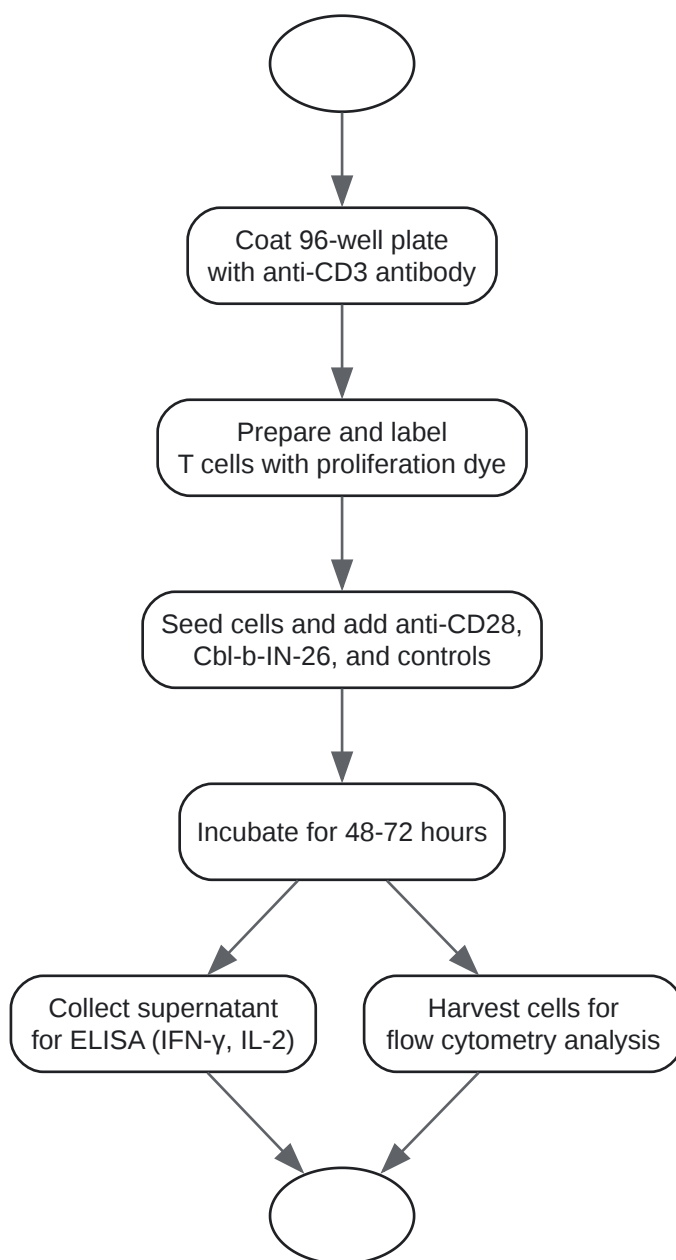 Coat 96-well plate
with anti-CD3 antibody
Prepare and label
T cells with proliferation dye
Seed cells and add anti-CD28,
Cbl-b-IN-26, and controls
Incubate for 48-72 hours
Collect supernatant
for ELISA (IFN-γ, IL-2)
Harvest cells for
flow cytometry analysis